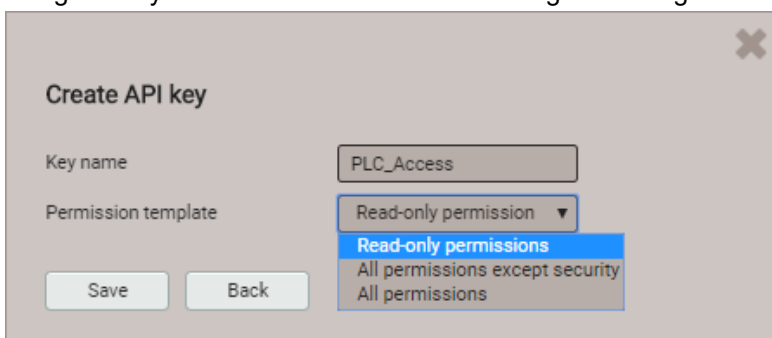 Create API key
Key name PLC_Access
Permission template Read-only permission ▼
Read-only permissions
All permissions except security
Save Back All permissions